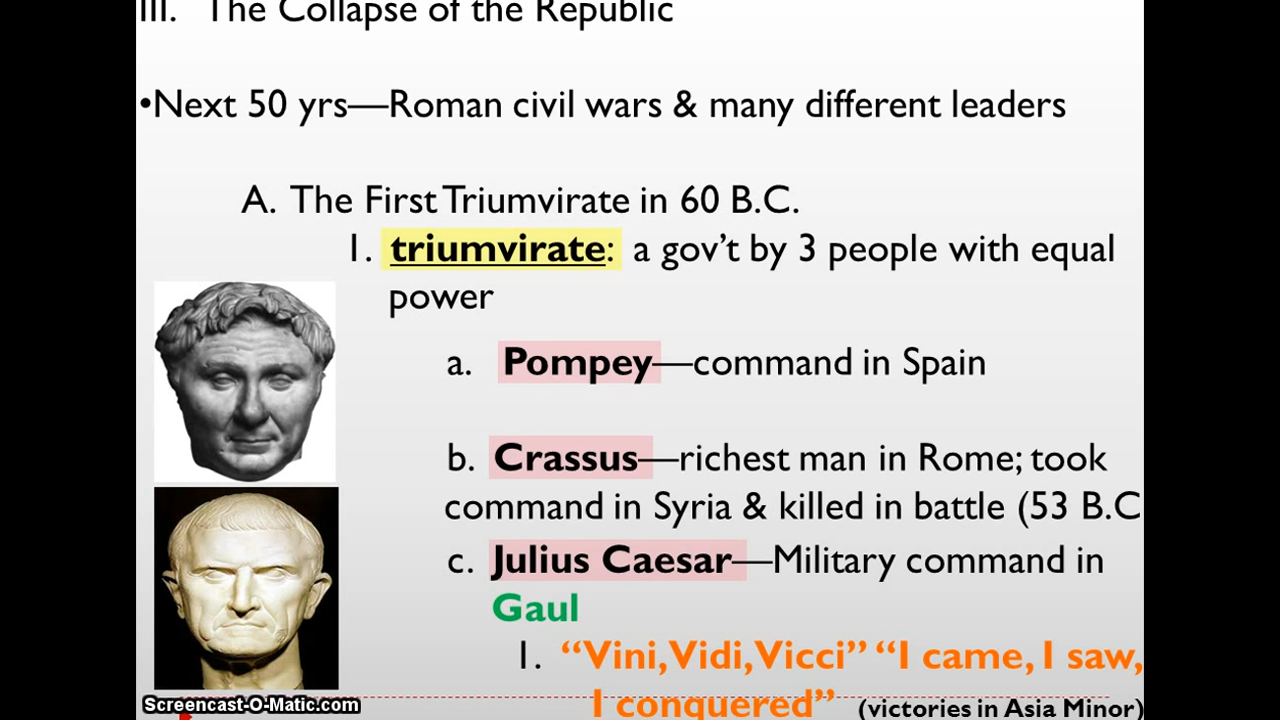 III. The Collapse of the Republic
•Next 50 yrs—Roman civil wars & many different leaders
A. The First Triumvirate in 60 B.C.
1. triumvirate: a gov't by 3 people with equal
power
a. Pompey—command in Spain
b. Crassus—richest man in Rome; took
command in Syria & killed in battle (53 B.C
c. Julius Caesar—Military command in
Gaul
1. “Vini, Vidi, Vicci” “I came, I saw,
I conquered” (victories in Asia Minor)
Screencast-O-Matic.com